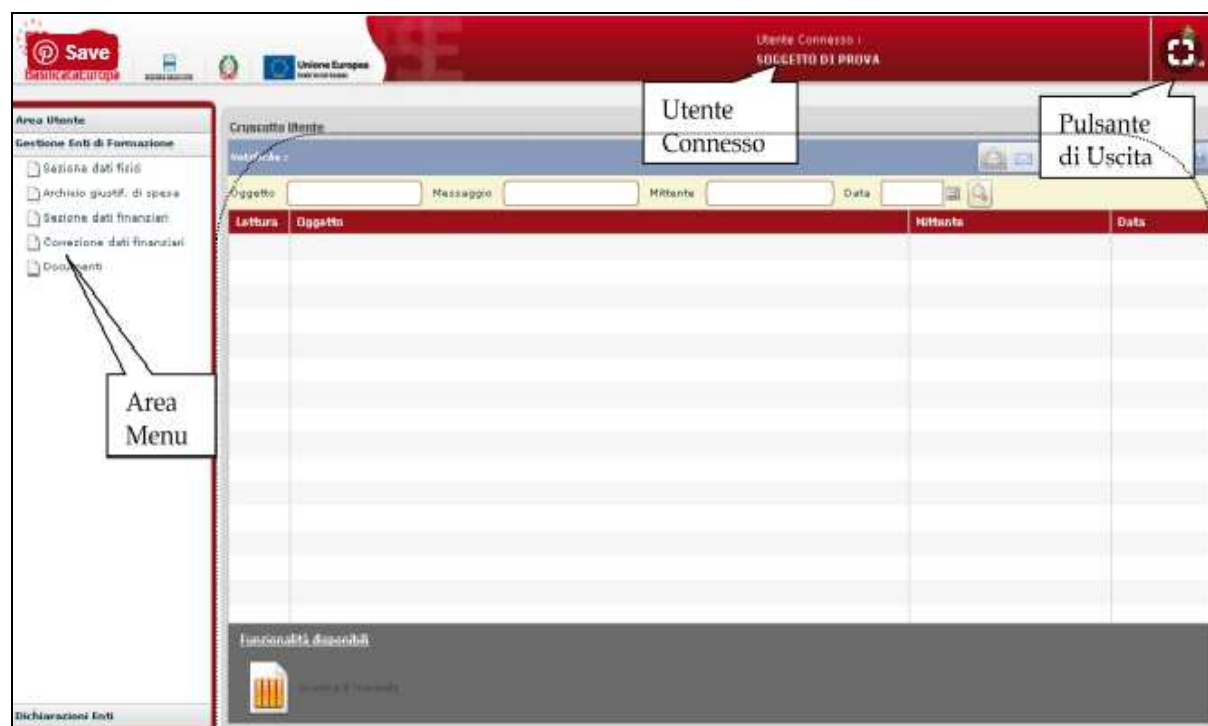 Save
BasilicataEuropa
Unione Europea
Utente Connesso :
SOGGETTO DI PROVA
Utente
Connesso
Pulsante
di Uscita
Area Utente
Gestione Enti di Formazione
Sezione dati fisici
Archivio giustif. di spesa
Sezione dati finanziari
Correzione dati finanziari
Documenti
Area
Menu
Dichiarazioni Enti
Cruscotto Utente
Notifiche :
Oggetto Messaggio Mittente Data
Lettura Oggetto Mittente Data
Funzionalità disponibili